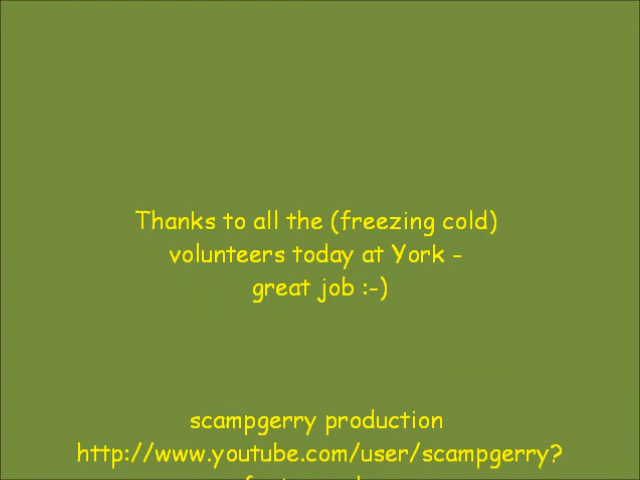 Thanks to all the (freezing cold)
volunteers today at York -
great job :-)
scampgerry production
http://www.youtube.com/user/scampgerry?